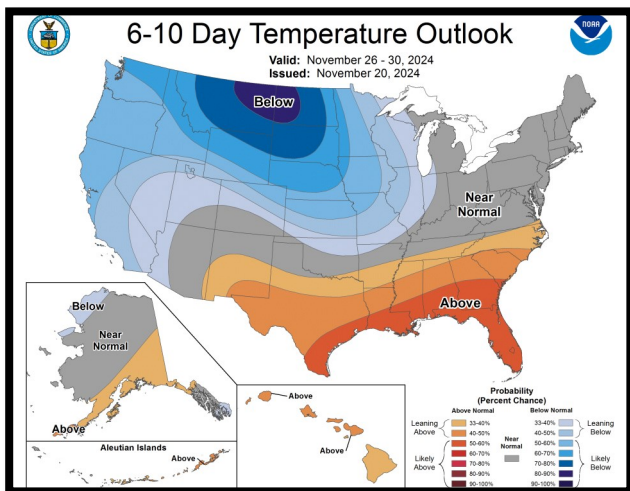 6-10 Day Temperature Outlook
Valid: November 26 - 30, 2024
Issued: November 20, 2024
NOAA
Below
Near
Normal
Above
Below
Near
Normal
Above
Aleutian Islands
Above
Above
Above
Probability
(Percent Chance)
Above Normal Below Normal
Leaning
Above
33-40%
40-50%
Likely
Above
50-60%
60-70%
70-80%
80-90%
90-100%
Near
Normal
33-40%
40-50%
Leaning
Below
50-60%
60-70%
70-80%
80-90%
90-100%
Likely
Below